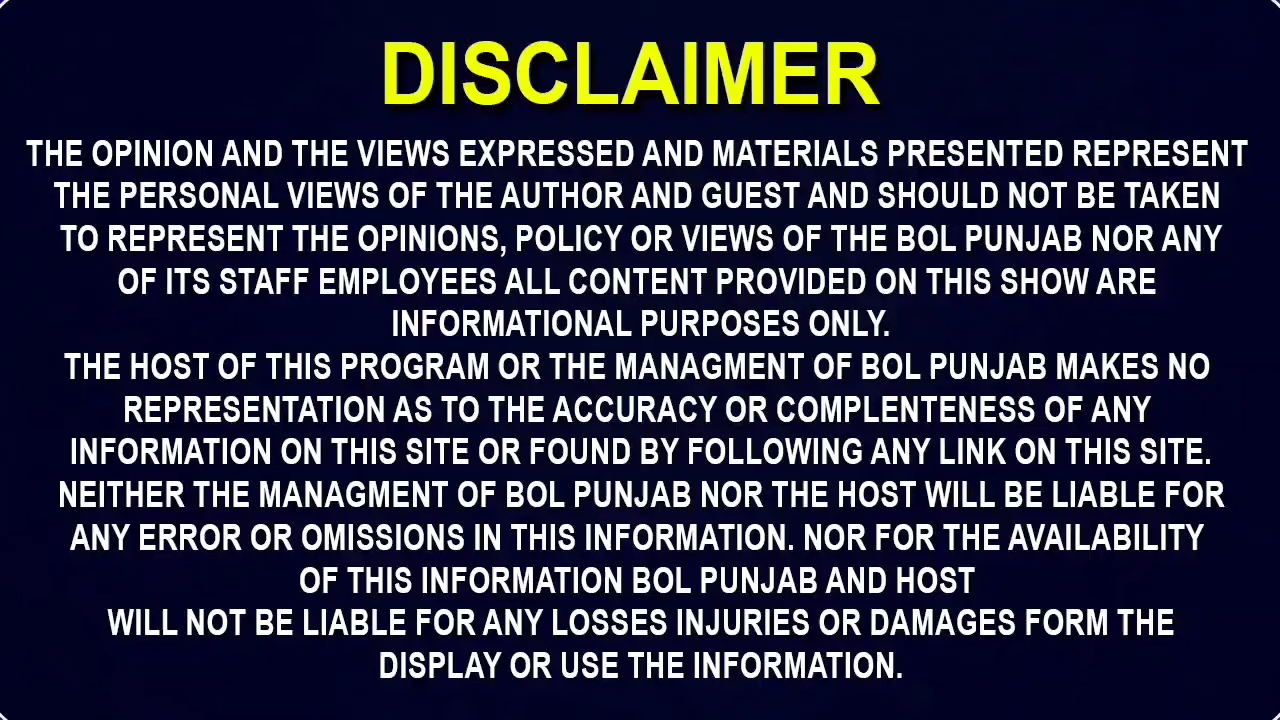 DISCLAIMER
THE OPINION AND THE VIEWS EXPRESSED AND MATERIALS PRESENTED REPRESENT
THE PERSONAL VIEWS OF THE AUTHOR AND GUEST AND SHOULD NOT BE TAKEN
TO REPRESENT THE OPINIONS, POLICY OR VIEWS OF THE BOL PUNJAB NOR ANY
OF ITS STAFF EMPLOYEES ALL CONTENT PROVIDED ON THIS SHOW ARE
INFORMATIONAL PURPOSES ONLY.
THE HOST OF THIS PROGRAM OR THE MANAGMENT OF BOL PUNJAB MAKES NO
REPRESENTATION AS TO THE ACCURACY OR COMPLENTENESS OF ANY
INFORMATION ON THIS SITE OR FOUND BY FOLLOWING ANY LINK ON THIS SITE.
NEITHER THE MANAGMENT OF BOL PUNJAB NOR THE HOST WILL BE LIABLE FOR
ANY ERROR OR OMISSIONS IN THIS INFORMATION. NOR FOR THE AVAILABILITY
OF THIS INFORMATION BOL PUNJAB AND HOST
WILL NOT BE LIABLE FOR ANY LOSSES INJURIES OR DAMAGES FORM THE
DISPLAY OR USE THE INFORMATION.